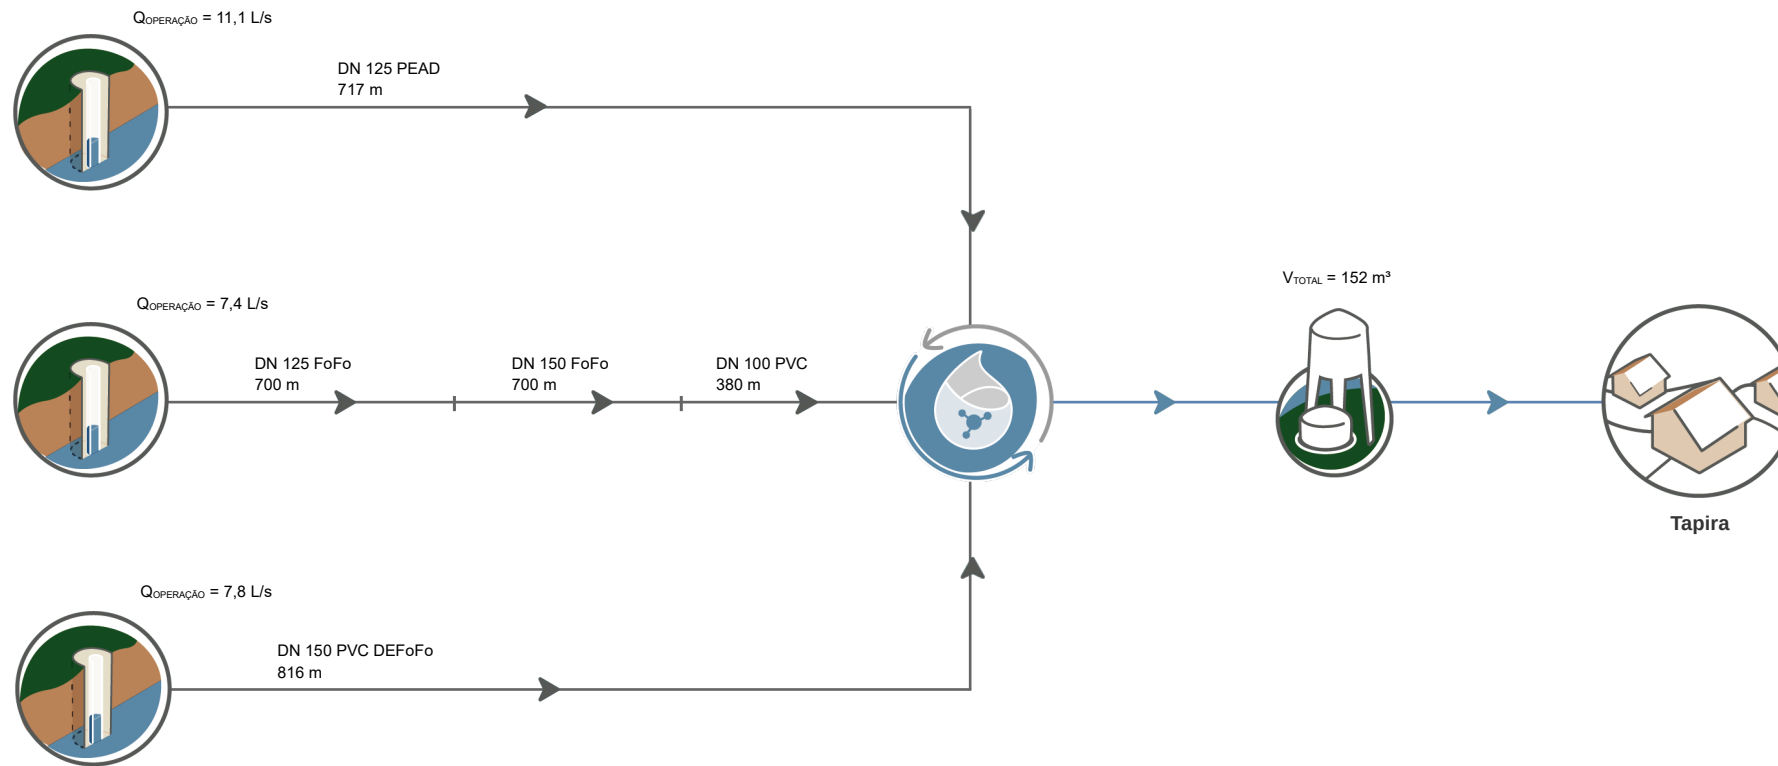 QOPERAÇÃO = 11,1 L/s
DN 125 PEAD
717 m
VTOTAL = 152 m³
QOPERAÇÃO = 7,4 L/s
DN 125 FoFo
700 m
DN 150 FoFo
700 m
DN 100 PVC
380 m
Tapira
QOPERAÇÃO = 7,8 L/s
DN 150 PVC DEFoFo
816 m